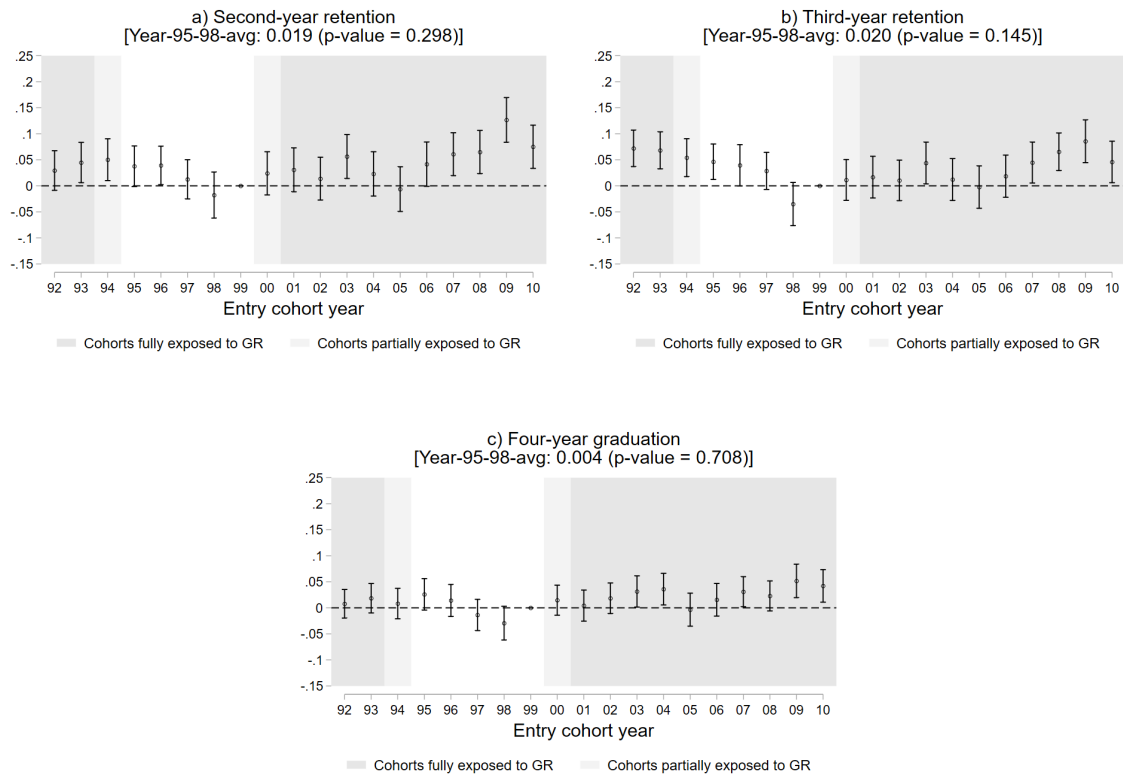 a) Second-year retention
[Year-95-98-avg: 0.019 (p-value = 0.298)]
.25
.2
.15
.1
.05
0
-.05
-.1
-.15
92 93 94 95 96 97 98 99 00 01 02 03 04 05 06 07 08 09 10
Entry cohort year
Cohorts fully exposed to GR Cohorts partially exposed to GR
b) Third-year retention
[Year-95-98-avg: 0.020 (p-value = 0.145)]
.25
.2
.15
.1
.05
0
-.05
-.1
-.15
92 93 94 95 96 97 98 99 00 01 02 03 04 05 06 07 08 09 10
Entry cohort year
Cohorts fully exposed to GR Cohorts partially exposed to GR
c) Four-year graduation
[Year-95-98-avg: 0.004 (p-value = 0.708)]
.25
.2
.15
.1
.05
0
-.05
-.1
-.15
92 93 94 95 96 97 98 99 00 01 02 03 04 05 06 07 08 09 10
Entry cohort year
Cohorts fully exposed to GR Cohorts partially exposed to GR